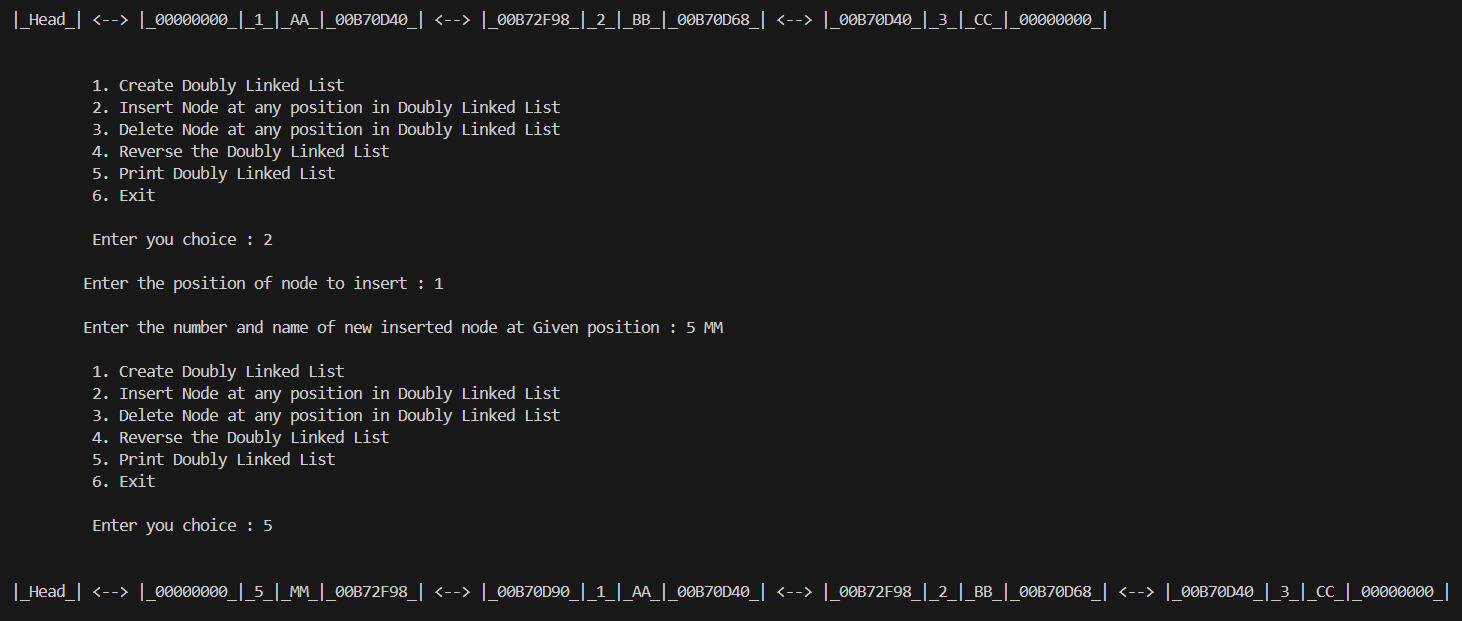 |_Head_| <--> |_00000000_|_1_|_AA_|_00B70D40_| <--> |_00B72F98_|_2_|_BB_|_00B70D68_| <--> |_00B70D40_|_3_|_CC_|_00000000_|
1. Create Doubly Linked List
2. Insert Node at any position in Doubly Linked List
3. Delete Node at any position in Doubly Linked List
4. Reverse the Doubly Linked List
5. Print Doubly Linked List
6. Exit
Enter you choice : 2
Enter the position of node to insert : 1
Enter the number and name of new inserted node at Given position : 5 MM
1. Create Doubly Linked List
2. Insert Node at any position in Doubly Linked List
3. Delete Node at any position in Doubly Linked List
4. Reverse the Doubly Linked List
5. Print Doubly Linked List
6. Exit
Enter you choice : 5
|_Head_| <--> |_00000000_|_5_|_MM_|_00B72F98_| <--> |_00B70D90_|_1_|_AA_|_00B70D40_| <--> |_00B72F98_|_2_|_BB_|_00B70D68_| <--> |_00B70D40_|_3_|_CC_|_00000000_|